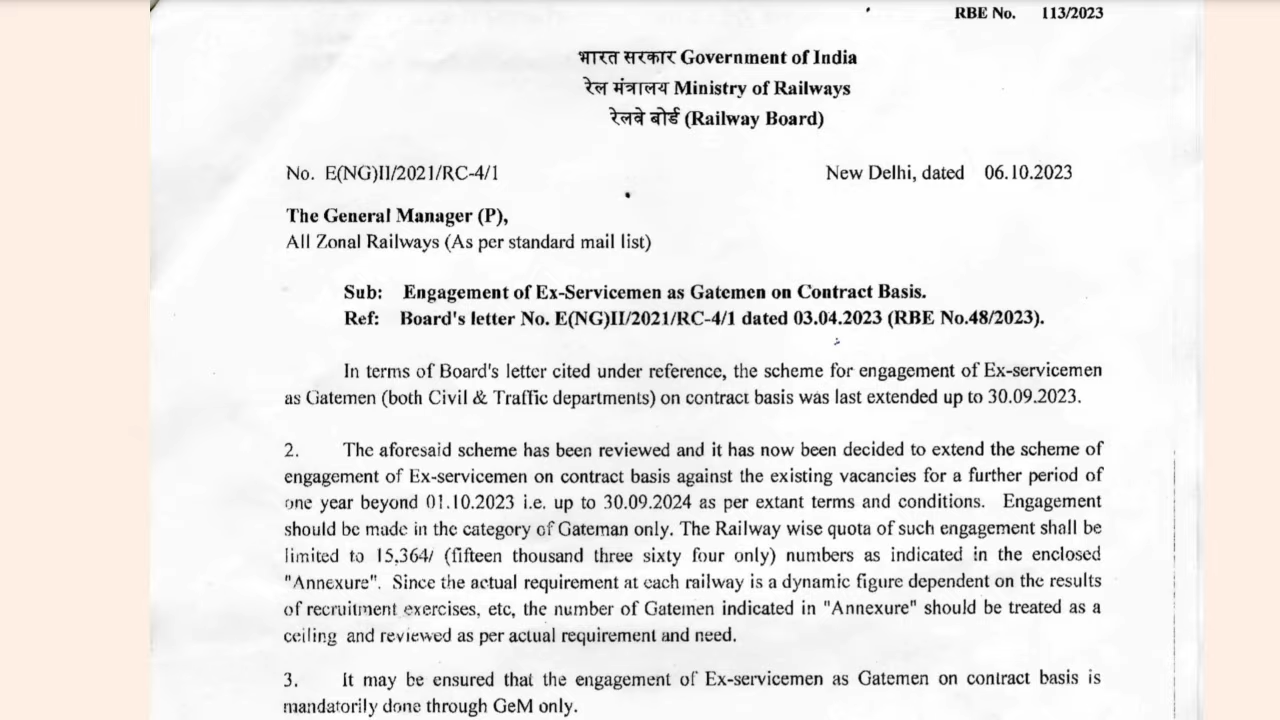 RBE No. 113/2023
भारत सरकार Government of India
रेल मंत्रालय Ministry of Railways
रेलवे बोर्ड (Railway Board)
No. E(NG)II/2021/RC-4/1 New Delhi, dated 06.10.2023
The General Manager (P),
All Zonal Railways (As per standard mail list)
Sub: Engagement of Ex-Servicemen as Gatemen on Contract Basis.
Ref: Board's letter No. E(NG)II/2021/RC-4/1 dated 03.04.2023 (RBE No.48/2023).
In terms of Board's letter cited under reference, the scheme for engagement of Ex-servicemen
as Gatemen (both Civil & Traffic departments) on contract basis was last extended up to 30.09.2023.
2. The aforesaid scheme has been reviewed and it has now been decided to extend the scheme of
engagement of Ex-servicemen on contract basis against the existing vacancies for a further period of
one year beyond 01.10.2023 i.e. up to 30.09.2024 as per extant terms and conditions. Engagement
should be made in the category of Gateman only. The Railway wise quota of such engagement shall be
limited to 15,364/ (fifteen thousand three sixty four only) numbers as indicated in the enclosed
"Annexure". Since the actual requirement at each railway is a dynamic figure dependent on the results
of recruitment exercises, etc, the number of Gatemen indicated in "Annexure" should be treated as a
ceiling and reviewed as per actual requirement and need.
3. It may be ensured that the engagement of Ex-servicemen as Gatemen on contract basis is
mandatorily done through GeM only.